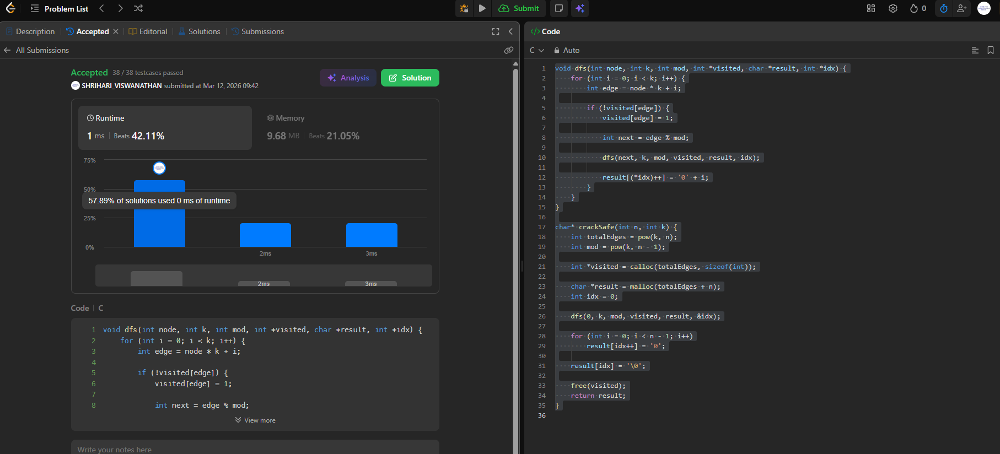 Problem List
Submit
0
Description
Accepted
Editorial
Solutions
Submissions
All Submissions
Accepted 38 / 38 testcases passed
SHRIHARI_VISWANATHAN submitted at Mar 12, 2026 09:42
Analysis
Solution
Runtime
1 ms Beats 42.11%
Memory
9.68 MB Beats 21.05%
75%
50%
25%
0%
57.89% of solutions used 0 ms of runtime
2ms
3ms
2ms
3ms
Code C
1 void dfs(int node, int k, int mod, int *visited, char *result, int *idx) {
2 for (int i = 0; i < k; i++) {
3 int edge = node * k + i;
4
5 if (!visited[edge]) {
6 visited[edge] = 1;
7
8 int next = edge % mod;
View more
Write your notes here
</> Code
C Auto
1 void dfs(int node, int k, int mod, int *visited, char *result, int *idx) {
2 for (int i = 0; i < k; i++) {
3 int edge = node * k + i;
4
5 if (!visited[edge]) {
6 visited[edge] = 1;
7
8 int next = edge % mod;
9
10 dfs(next, k, mod, visited, result, idx);
11
12 result[(*idx)++] = '0' + i;
13 }
14 }
15 }
16
17 char* crackSafe(int n, int k) {
18 int totalEdges = pow(k, n);
19 int mod = pow(k, n - 1);
20
21 int *visited = calloc(totalEdges, sizeof(int));
22
23 char *result = malloc(totalEdges + n);
24 int idx = 0;
25
26 dfs(0, k, mod, visited, result, &idx);
27
28 for (int i = 0; i < n - 1; i++)
29 result[idx++] = '0';
30
31 result[idx] = '\0';
32
33 free(visited);
34 return result;
35 }
36